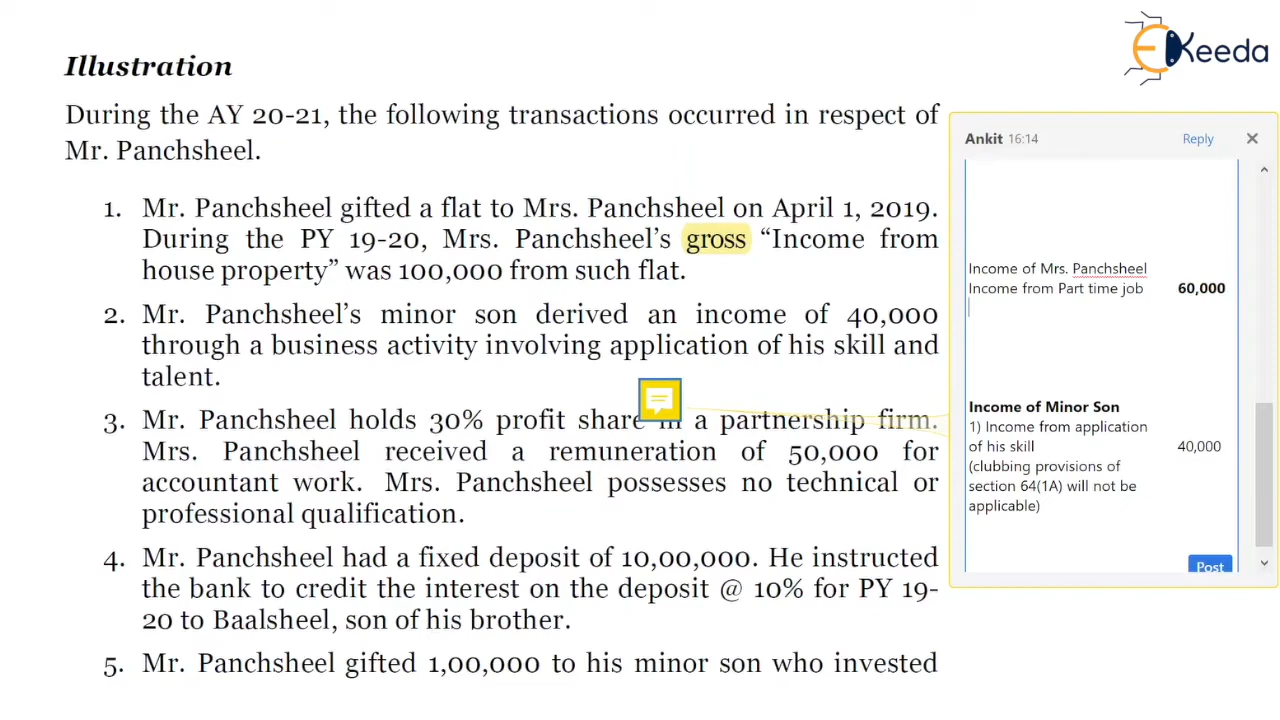 EKeeda
Illustration
During the AY 20-21, the following transactions occurred in respect of
Mr. Panchsheel.
1. Mr. Panchsheel gifted a flat to Mrs. Panchsheel on April 1, 2019.
During the PY 19-20, Mrs. Panchsheel’s gross “Income from
house property” was 100,000 from such flat.
2. Mr. Panchsheel’s minor son derived an income of 40,000
through a business activity involving application of his skill and
talent.
3. Mr. Panchsheel holds 30% profit share in a partnership firm.
Mrs. Panchsheel received a remuneration of 50,000 for
accountant work. Mrs. Panchsheel possesses no technical or
professional qualification.
4. Mr. Panchsheel had a fixed deposit of 10,00,000. He instructed
the bank to credit the interest on the deposit @ 10% for PY 19-
20 to Baalsheel, son of his brother.
5. Mr. Panchsheel gifted 1,00,000 to his minor son who invested
Ankit 16:14 Reply
Income of Mrs. Panchsheel
Income from Part time job 60,000
Income of Minor Son
1) Income from application
of his skill 40,000
(clubbing provisions of
section 64(1A) will not be
applicable)
Post